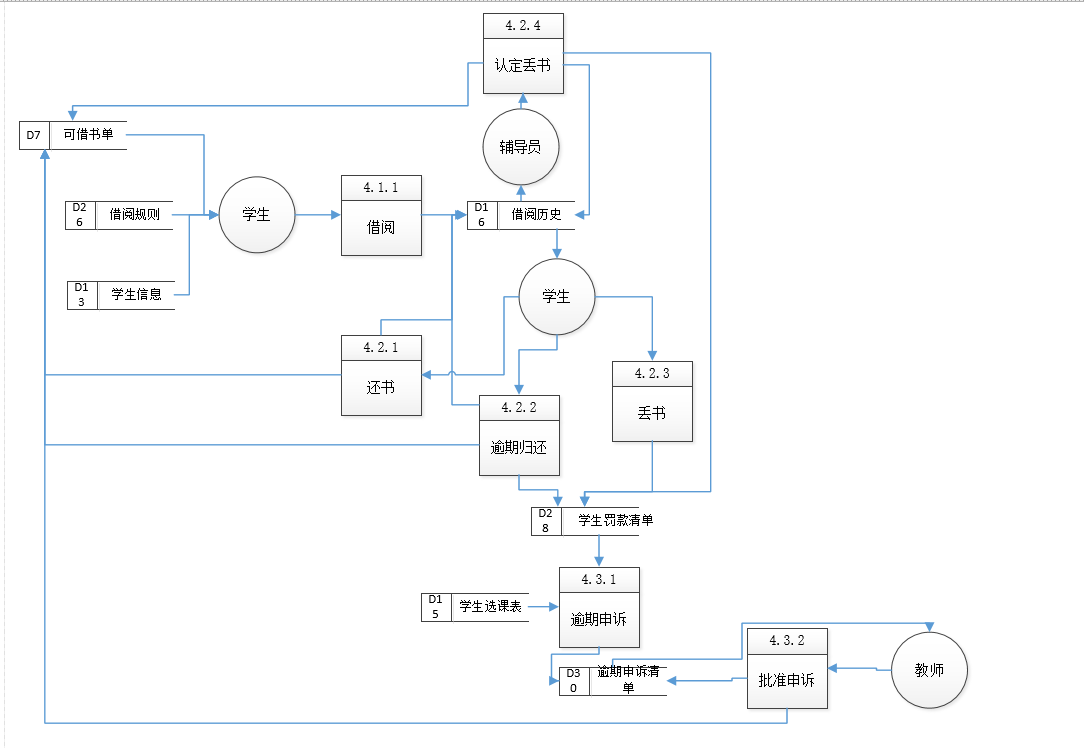 4.2.4
认定丢书
D7
可借书单
辅导员
4.1.1
借阅
D2
6
借阅规则
学生
D1
6
借阅历史
D1
3
学生信息
学生
4.2.1
还书
4.2.3
丢书
4.2.2
逾期归还
D2
8
学生罚款清单
4.3.1
逾期申诉
D1
5
学生选课表
4.3.2
批准申诉
教师
D3
0
逾期申诉清
单